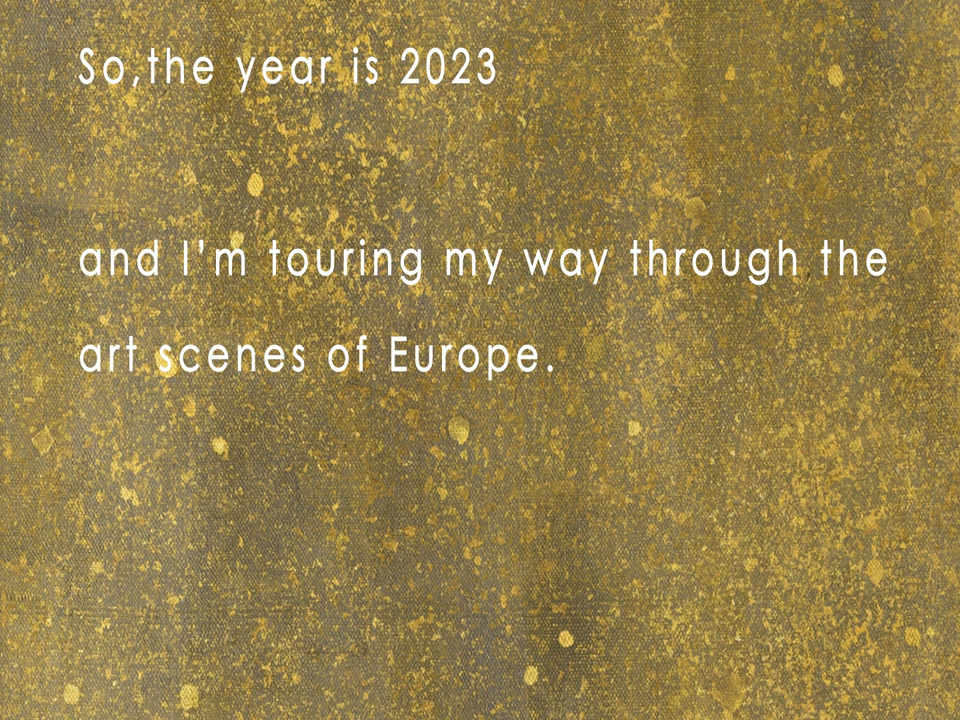 So,the year is 2023
and I'm touring my way through the
art scenes of Europe.